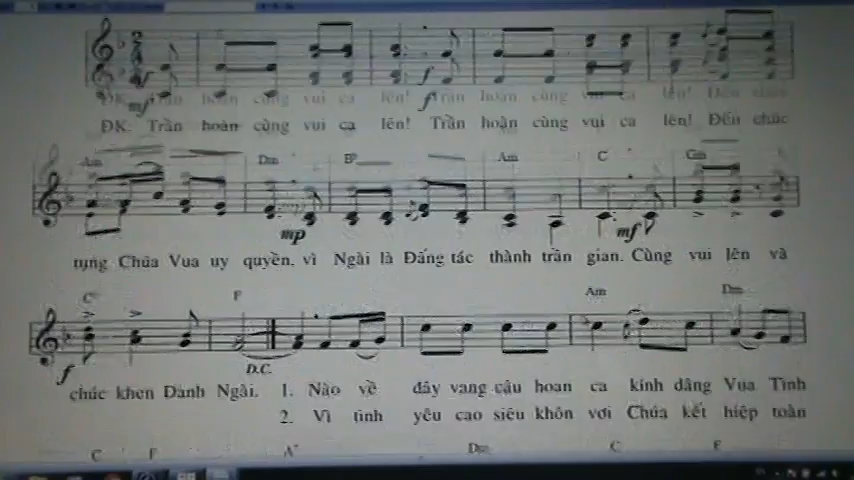 mf
f
ĐK. Trần hoàn cùng vui ca lên! Trần hoàn cùng vui ca lên! Đến chúc
Am Dm Bb Am C Gm
mp mf
tụng Chúa Vua uy quyền, vì Ngài là Đấng tác thành trần gian. Cùng vui lên và
C F Am Dm
f D.C.
chúc khen Danh Ngài. 1. Nào về đây vang câu hoan ca kính dâng Vua Tình
2. Vì tình yêu cao siêu khôn vơi Chúa kết hiệp toàn
C F Dm C F